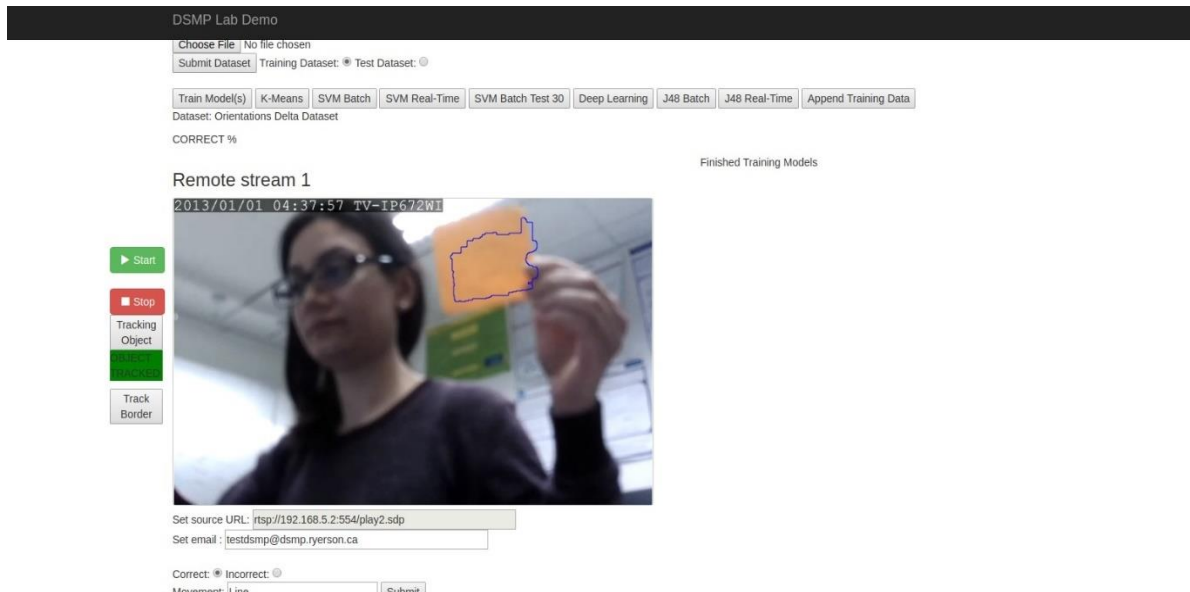 DSMP Lab Demo
Choose File No file chosen
Submit Dataset Training Dataset: Test Dataset:
Train Model(s) K-Means SVM Batch SVM Real-Time SVM Batch Test 30 Deep Learning J48 Batch J48 Real-Time Append Training Data
Dataset: Orientations Delta Dataset
CORRECT %
Finished Training Models
Remote stream 1
2013/01/01 04:37:57 TV-IP672WI
Start
Stop
Tracking
Object
OBJECT
TRACKED
Track
Border
Set source URL: rtsp://192.168.5.2:554/play2.sdp
Set email : testdsmp@dsmp.ryerson.ca
Correct: Incorrect:
Movement: Line Submit